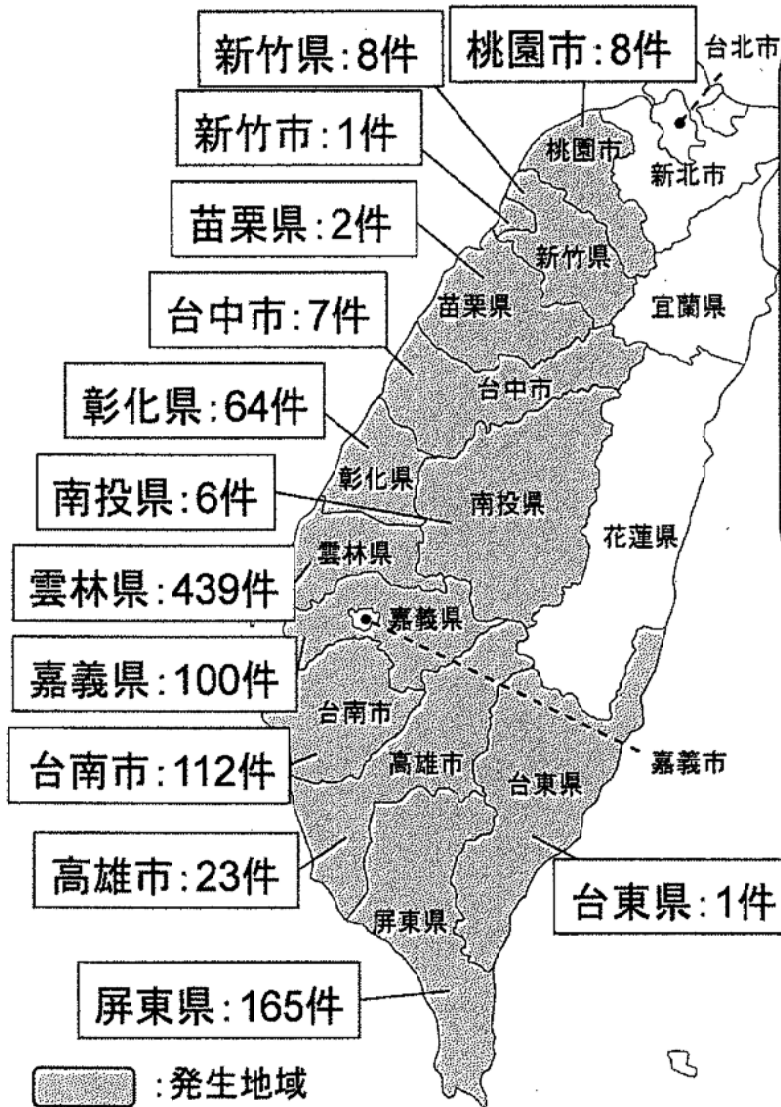 新竹県:8件
桃園市:8件
台北市
新竹市:1件
桃園市
新北市
苗栗県:2件
新竹県
苗栗県
宜蘭県
台中市:7件
台中市
彰化県:64件
彰化県
南投県:6件
南投県
花蓮県
雲林県
雲林県:439件
嘉義県
嘉義県:100件
台南市
台南市:112件
高雄市
台東県
嘉義市
高雄市:23件
台東県:1件
屏東県
屏東県:165件
:発生地域